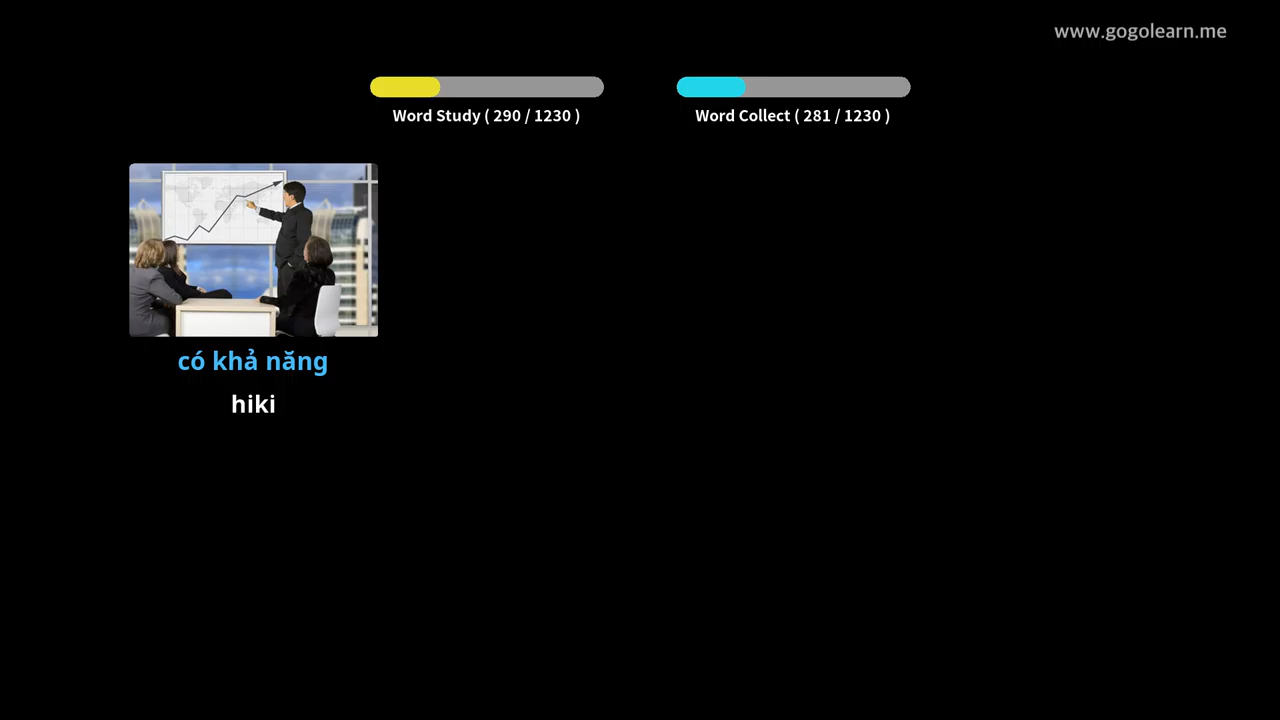 www.gogolearn.me
Word Study ( 290 / 1230 )
Word Collect ( 281 / 1230 )
có khả năng
hiki